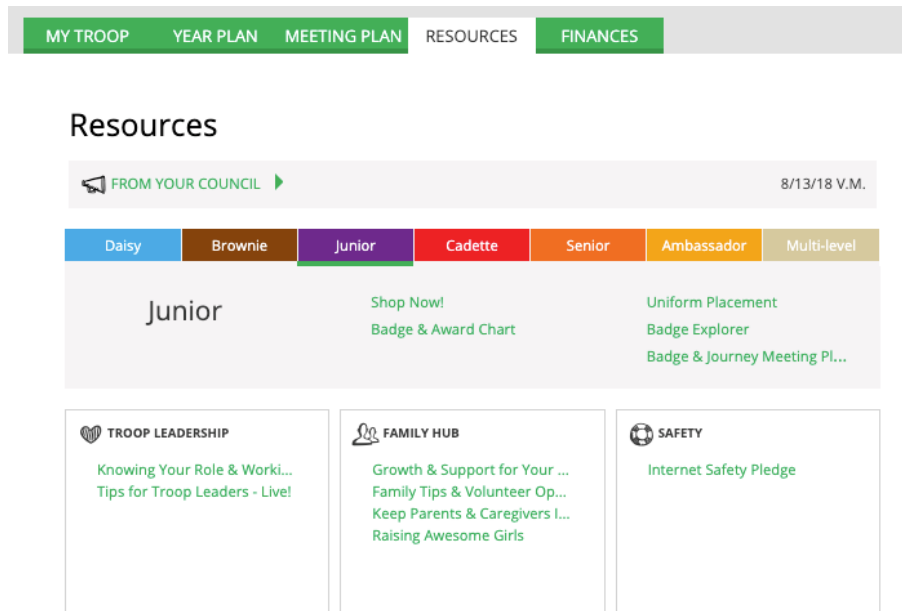 MY TROOP YEAR PLAN MEETING PLAN RESOURCES FINANCES
Resources
FROM YOUR COUNCIL 8/13/18 V.M.
Daisy Brownie Junior Cadette Senior Ambassador Multi-level
Junior
Shop Now!
Badge & Award Chart
Uniform Placement
Badge Explorer
Badge & Journey Meeting Pl...
TROOP LEADERSHIP
Knowing Your Role & Worki...
Tips for Troop Leaders - Live!
FAMILY HUB
Growth & Support for Your ...
Family Tips & Volunteer Op...
Keep Parents & Caregivers I...
Raising Awesome Girls
SAFETY
Internet Safety Pledge